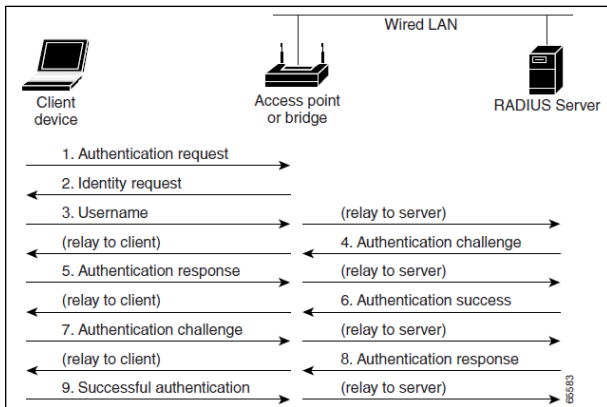 Wired LAN
Client
device
Access point
or bridge
RADIUS Server
1. Authentication request
2. Identity request
3. Username
(relay to server)
(relay to client)
4. Authentication challenge
5. Authentication response
(relay to server)
(relay to client)
6. Authentication success
7. Authentication challenge
(relay to server)
(relay to client)
8. Authentication response
9. Successful authentication
(relay to server)
65583